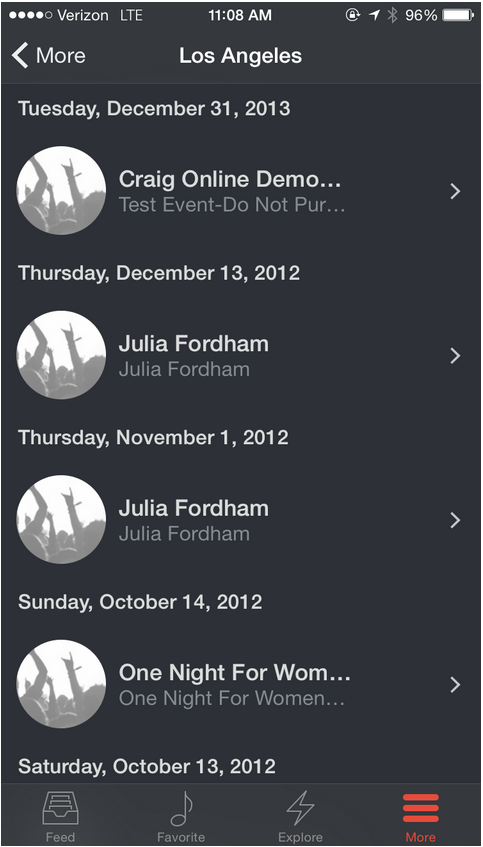 Verizon LTE 11:08 AM 96%
More Los Angeles
Tuesday, December 31, 2013
Craig Online Demo...
Test Event-Do Not Pur...
Thursday, December 13, 2012
Julia Fordham
Julia Fordham
Thursday, November 1, 2012
Julia Fordham
Julia Fordham
Sunday, October 14, 2012
One Night For Wom...
One Night For Women...
Saturday, October 13, 2012
Feed Favorite Explore More